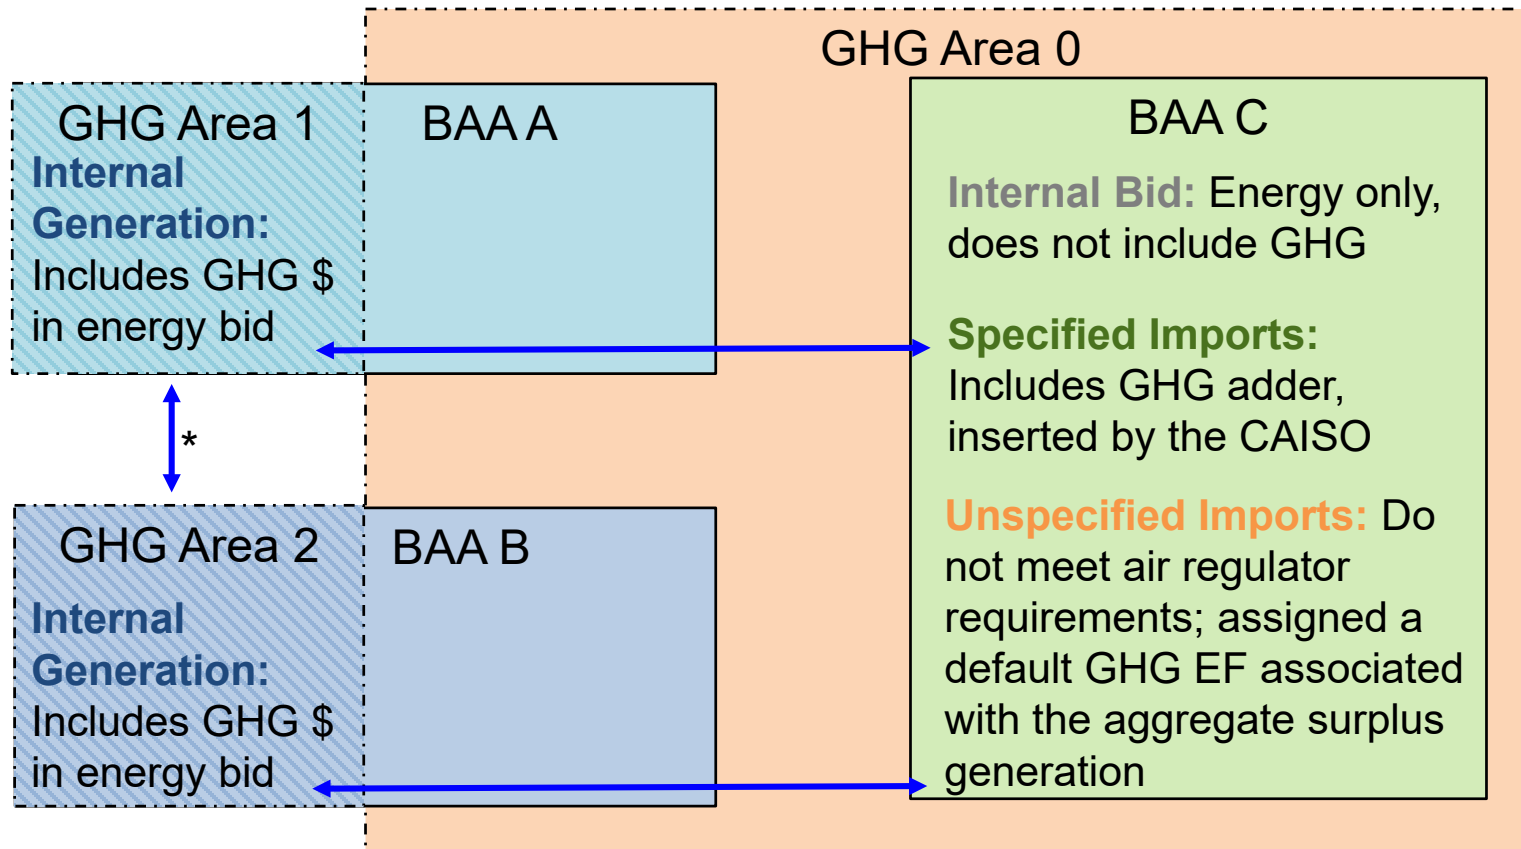 GHG Area 0
GHG Area 1
Internal
Generation:
Includes GHG $
in energy bid
BAA A
*
GHG Area 2
Internal
Generation:
Includes GHG $
in energy bid
BAA B
BAA C
Internal Bid: Energy only,
does not include GHG
Specified Imports:
Includes GHG adder,
inserted by the CAISO
Unspecified Imports: Do
not meet air regulator
requirements; assigned a
default GHG EF associated
with the aggregate surplus
generation